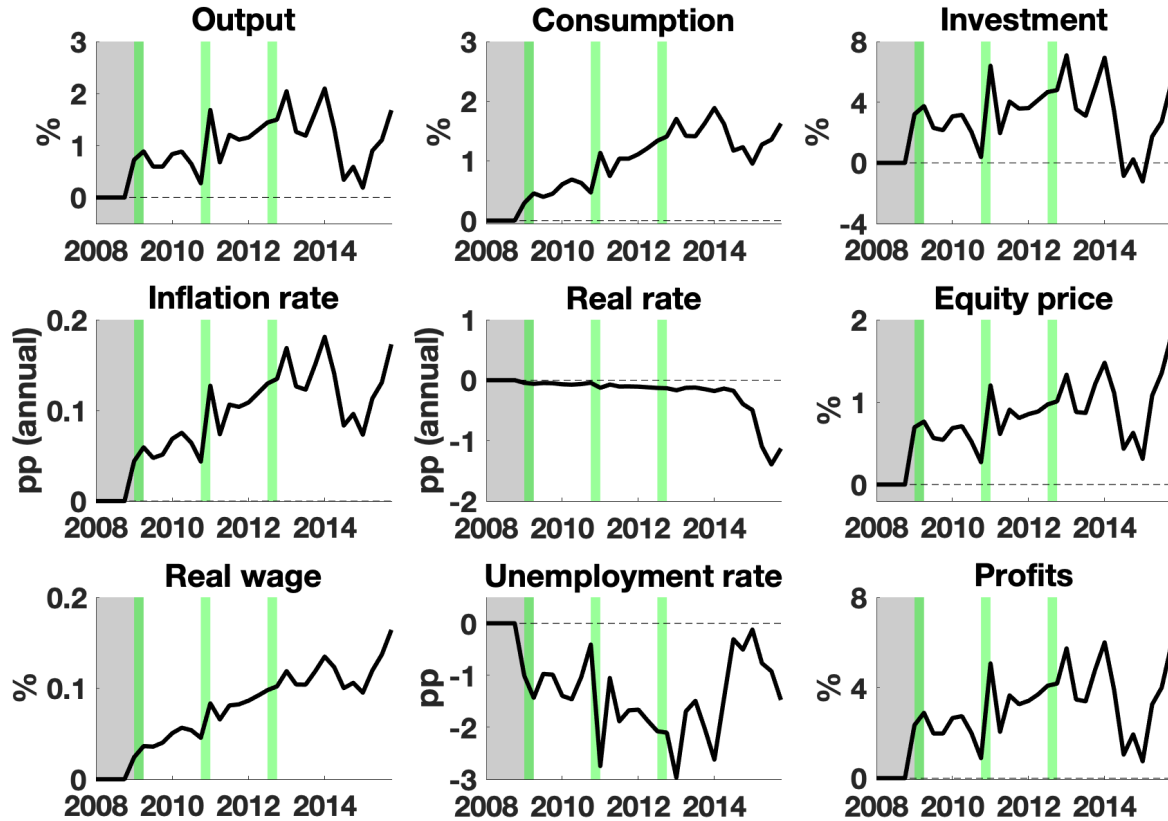 Output
3
2
1
0
%
2008 2010 2012 2014
Consumption
3
2
1
0
%
2008 2010 2012 2014
Investment
8
4
0
-4
%
2008 2010 2012 2014
Inflation rate
0.2
0.1
0
pp (annual)
2008 2010 2012 2014
Real rate
1
0
-1
-2
pp (annual)
2008 2010 2012 2014
Equity price
2
1
0
%
2008 2010 2012 2014
Real wage
0.2
0.1
0
%
2008 2010 2012 2014
Unemployment rate
0
-1
-2
-3
pp
2008 2010 2012 2014
Profits
8
4
0
%
2008 2010 2012 2014